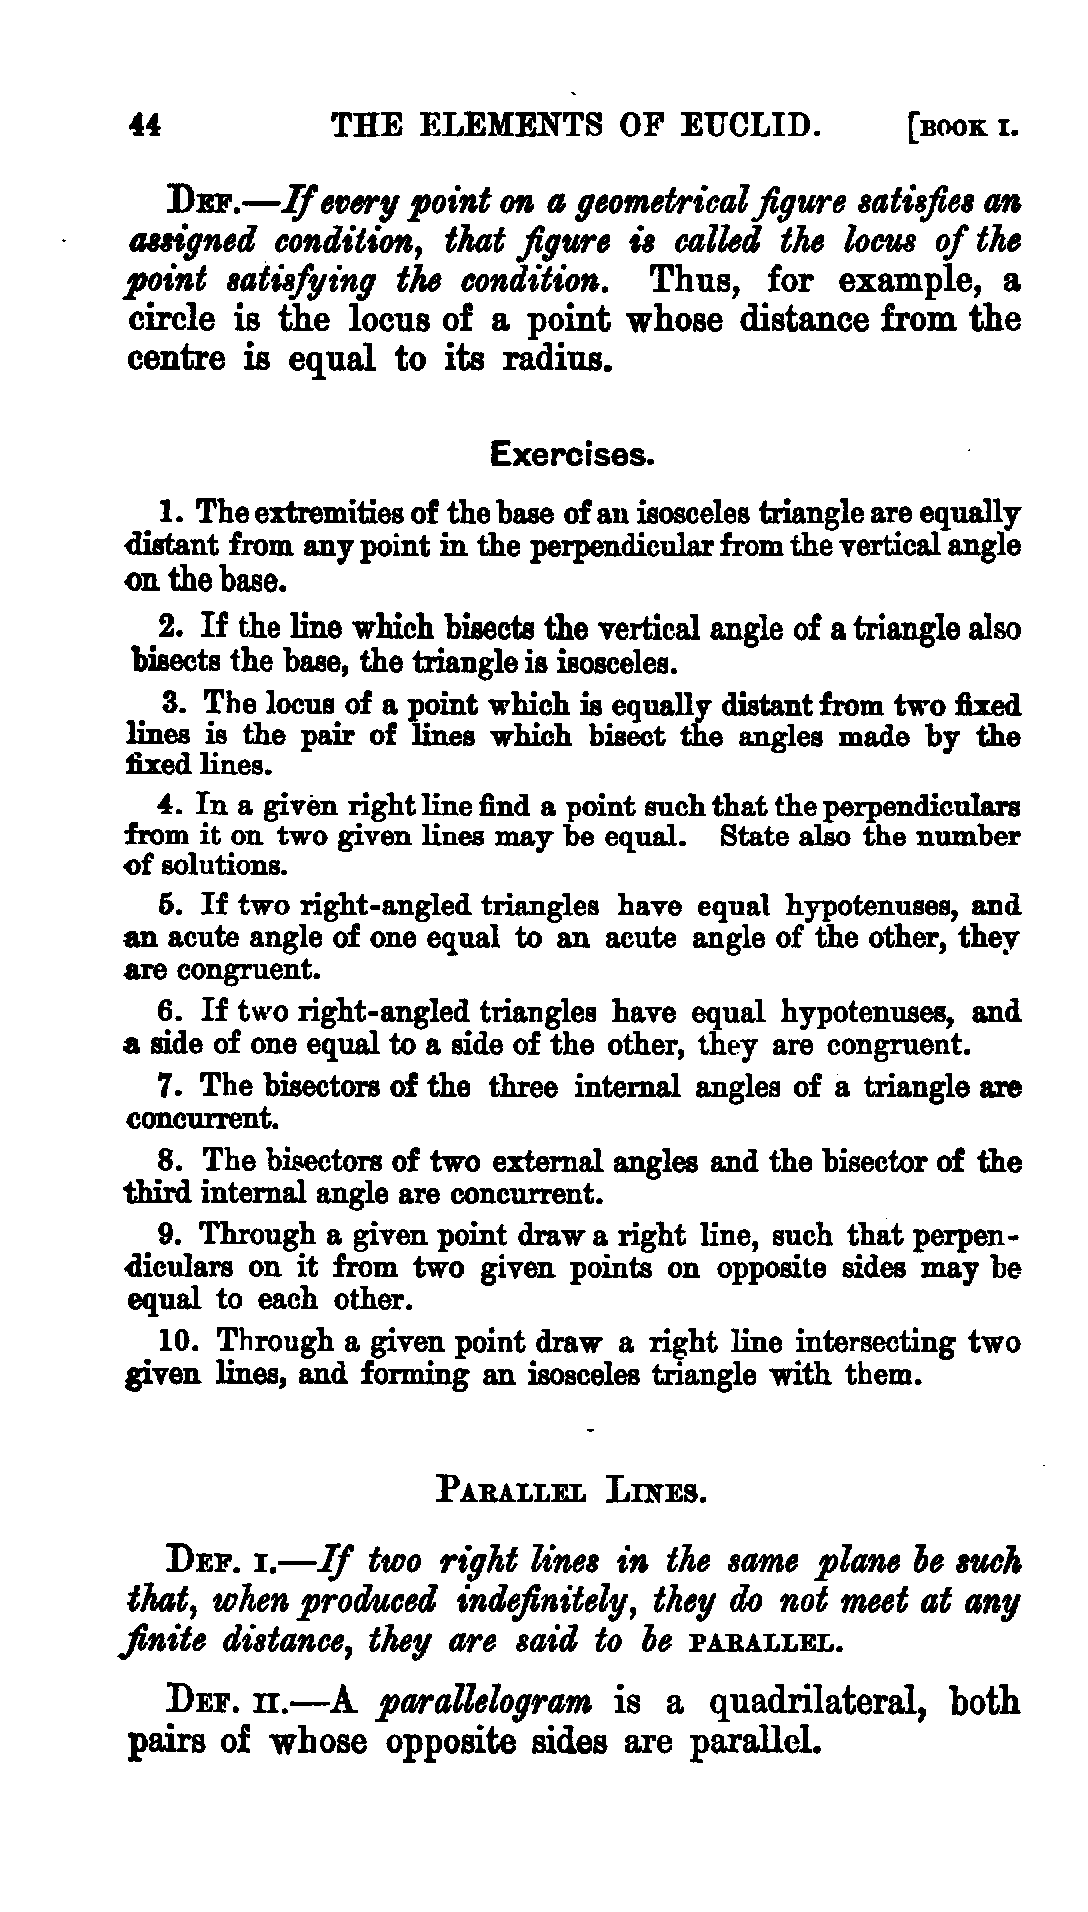 44 THE ELEMENTS OF EUCLID. [BOOK I.
DEF.—If every point on a geometrical figure satisfies an
assigned condition, that figure is called the locus of the
point satisfying the condition. Thus, for example, a
circle is the locus of a point whose distance from the
centre is equal to its radius.
Exercises.
1. The extremities of the base of an isosceles triangle are equally
distant from any point in the perpendicular from the vertical angle
on the base.
2. If the line which bisects the vertical angle of a triangle also
bisects the base, the triangle is isosceles.
3. The locus of a point which is equally distant from two fixed
lines is the pair of lines which bisect the angles made by the
fixed lines.
4. In a given right line find a point such that the perpendiculars
from it on two given lines may be equal. State also the number
of solutions.
5. If two right-angled triangles have equal hypotenuses, and
an acute angle of one equal to an acute angle of the other, they
are congruent.
6. If two right-angled triangles have equal hypotenuses, and
a side of one equal to a side of the other, they are congruent.
7. The bisectors of the three internal angles of a triangle are
concurrent.
8. The bisectors of two external angles and the bisector of the
third internal angle are concurrent.
9. Through a given point draw a right line, such that perpen-
diculars on it from two given points on opposite sides may be
equal to each other.
10. Through a given point draw a right line intersecting two
given lines, and forming an isosceles triangle with them.
PARALLEL LINES.
DEF. I.—If two right lines in the same plane be such
that, when produced indefinitely, they do not meet at any
finite distance, they are said to be PARALLEL.
DEF. II.—A parallelogram is a quadrilateral, both
pairs of whose opposite sides are parallel.